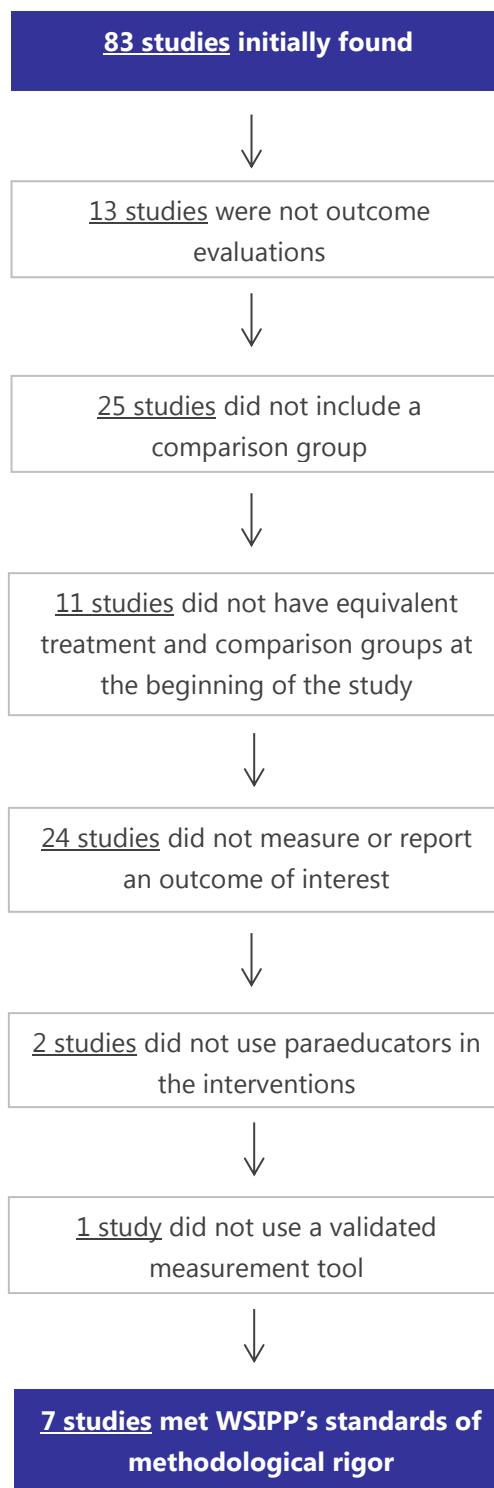 83 studies initially found
13 studies were not outcome
evaluations
25 studies did not include a
comparison group
11 studies did not have equivalent
treatment and comparison groups at
the beginning of the study
24 studies did not measure or report
an outcome of interest
2 studies did not use paraeducators in
the interventions
1 study did not use a validated
measurement tool
7 studies met WSIPP’s standards of
methodological rigor